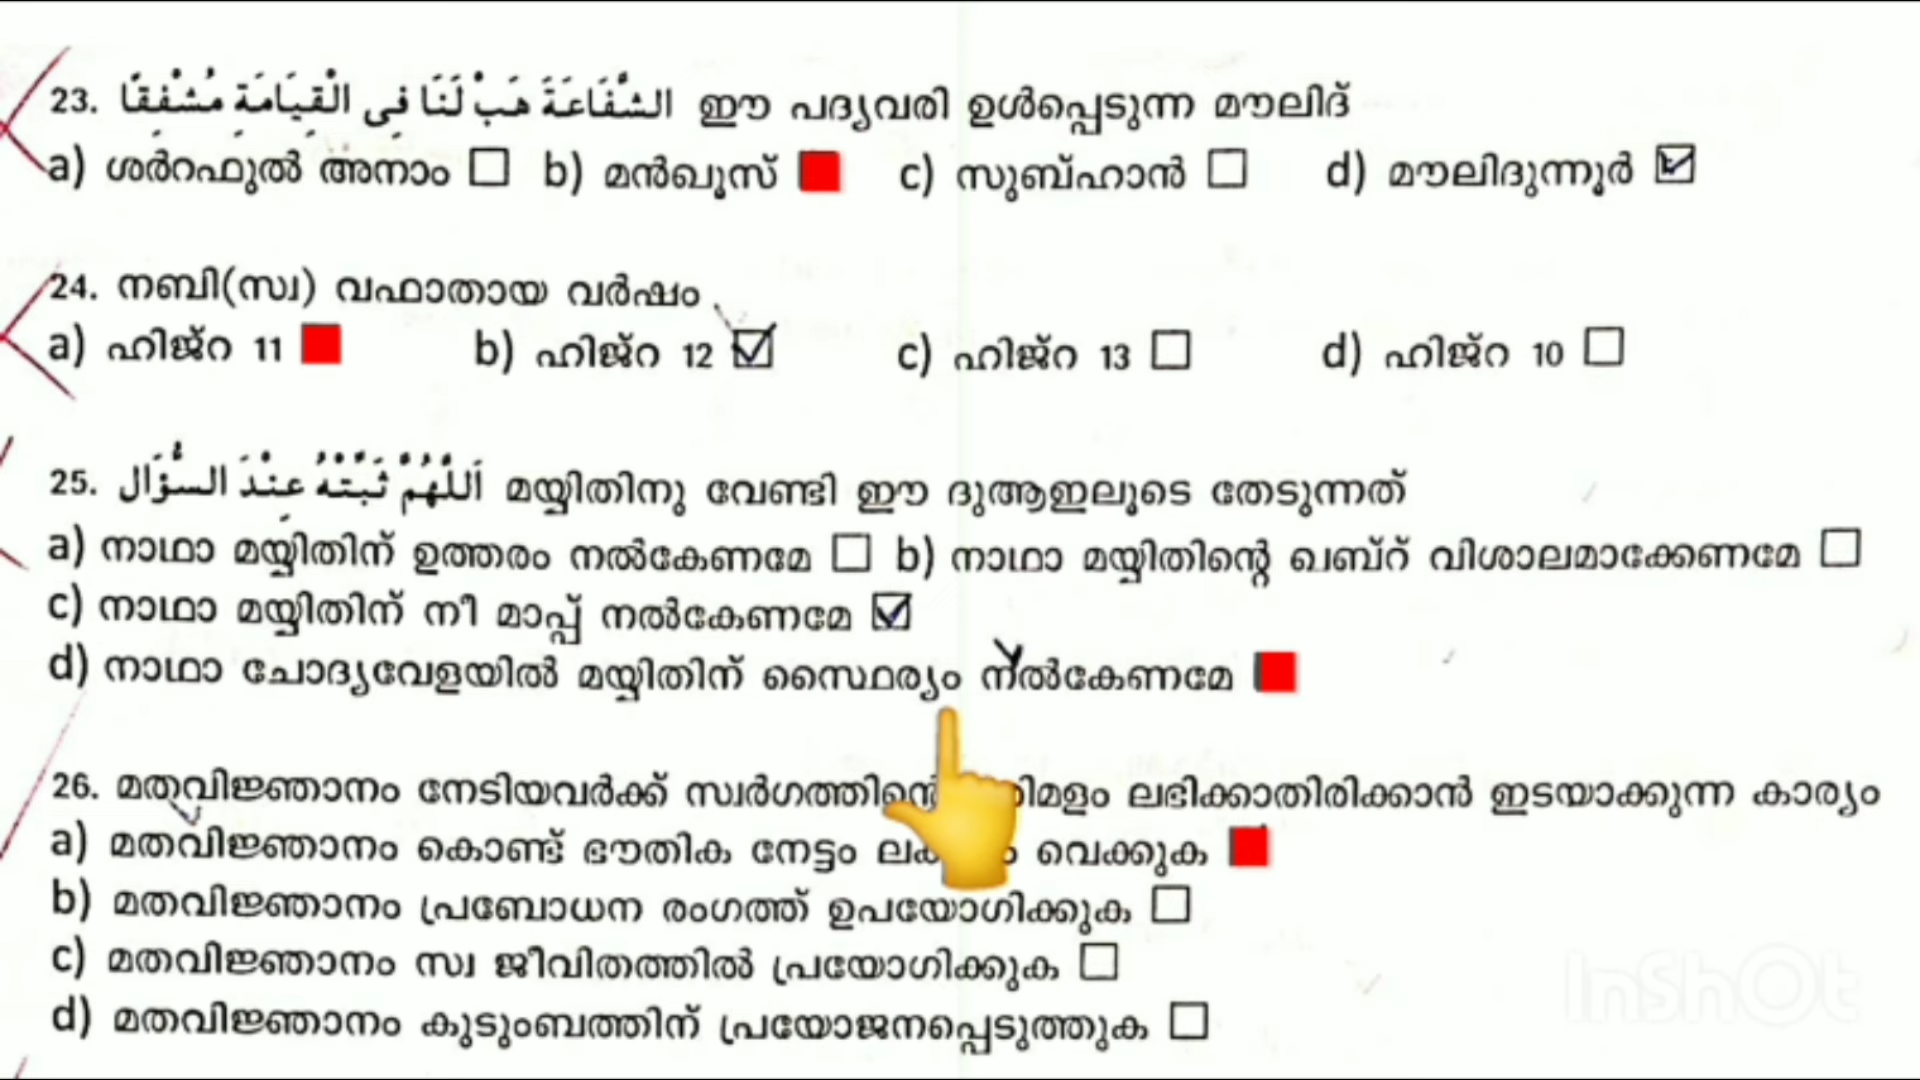 23. الشَّفَاعَةَ هَبْ لَنَا فِى الْقِيَامَةِ مُشْفِقًا ഈ പദ്യവരി ഉൾപ്പെടുന്ന മൗലിദ്
a) ശർറഫുൽ അനാം b) മൻഖൂസ് c) സുബ്ഹാൻ d) മൗലിദുന്നൂർ
24. നബി(സ്വ) വഫാതായ വർഷം
a) ഹിജ്റ 11 b) ഹിജ്റ 12 c) ഹിജ്റ 13 d) ഹിജ്റ 10
25. اَللَّهُمَّ ثَبِّتْهُ عِنْدَ السُّؤَال മയ്യിതിനു വേണ്ടി ഈ ദുആഇലൂടെ തേടുന്നത്
a) നാഥാ മയ്യിതിന് ഉത്തരം നൽകേണമേ b) നാഥാ മയ്യിതിന്റെ ഖബ്റ് വിശാലമാക്കേണമേ
c) നാഥാ മയ്യിതിന് നീ മാപ്പ് നൽകേണമേ
d) നാഥാ ചോദ്യവേളയിൽ മയ്യിതിന് സ്ഥൈര്യം നൽകേണമേ
26. മതവിജ്ഞാനം നേടിയവർക്ക് സ്വർഗത്തിന്റെ ലഭിക്കാതിരിക്കാൻ ഇടയാക്കുന്ന കാര്യം
a) മതവിജ്ഞാനം കൊണ്ട് ഭൗതിക നേട്ടം വെക്കുക
b) മതവിജ്ഞാനം പ്രബോധന രംഗത്ത് ഉപയോഗിക്കുക
c) മതവിജ്ഞാനം സ്വ ജീവിതത്തിൽ പ്രയോഗിക്കുക
d) മതവിജ്ഞാനം കുടുംബത്തിന് പ്രയോജനപ്പെടുത്തുക
InShOt